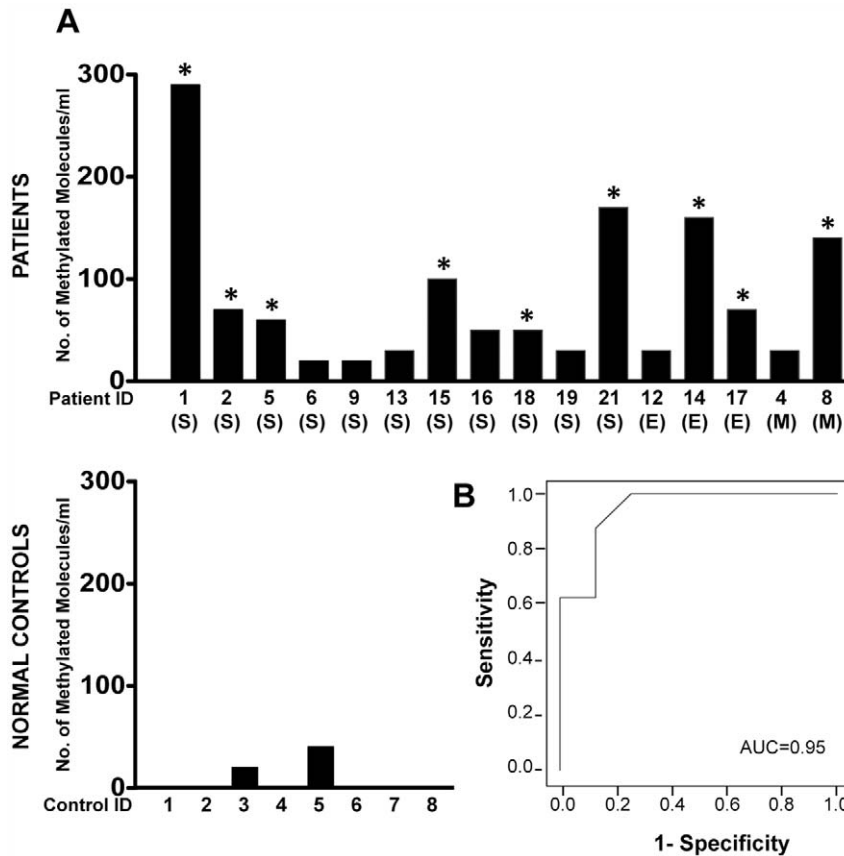 A
PATIENTS
No. of Methylated Molecules/ml
300
200
100
0
* * * * * * * * *
Patient ID 1 2 5 6 9 13 15 16 18 19 21 12 14 17 4 8
(S) (S) (S) (S) (S) (S) (S) (S) (S) (S) (S) (E) (E) (E) (M) (M)
NORMAL CONTROLS
No. of Methylated Molecules/ml
300
200
100
0
Control ID 1 2 3 4 5 6 7 8
B
Sensitivity
1.0
0.8
0.6
0.4
0.2
0.0
AUC=0.95
0.0 0.2 0.4 0.6 0.8 1.0
1- Specificity